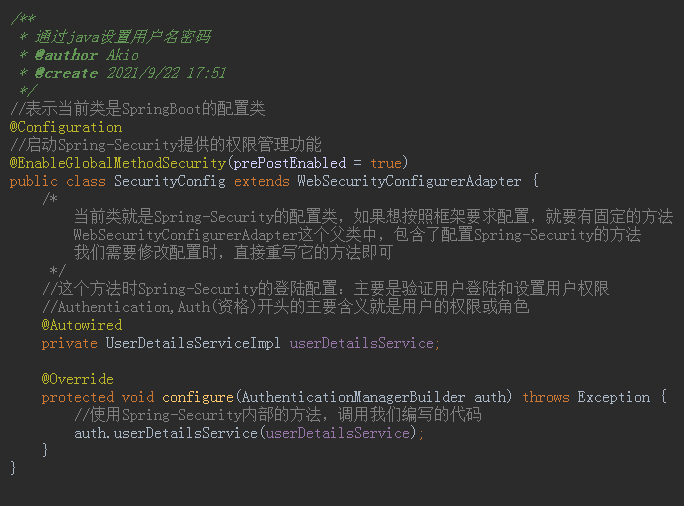 /**
 * 通过java设置用户名密码
 * @author Akio
 * @create 2021/9/22 17:51
 */
//表示当前类是SpringBoot的配置类
@Configuration
//启动Spring-Security提供的权限管理功能
@EnableGlobalMethodSecurity(prePostEnabled = true)
public class SecurityConfig extends WebSecurityConfigurerAdapter {
    /*
        当前类就是Spring-Security的配置类，如果想按照框架要求配置，就要有固定的方法
        WebSecurityConfigurerAdapter这个父类中，包含了配置Spring-Security的方法
        我们需要修改配置时，直接重写它的方法即可
     */
    //这个方法时Spring-Security的登陆配置：主要是验证用户登陆和设置用户权限
    //Authentication,Auth(资格)开头的主要含义就是用户的权限或角色
    @Autowired
    private UserDetailsServiceImpl userDetailsService;
    @Override
    protected void configure(AuthenticationManagerBuilder auth) throws Exception {
        //使用Spring-Security内部的方法，调用我们编写的代码
        auth.userDetailsService(userDetailsService);
    }
}